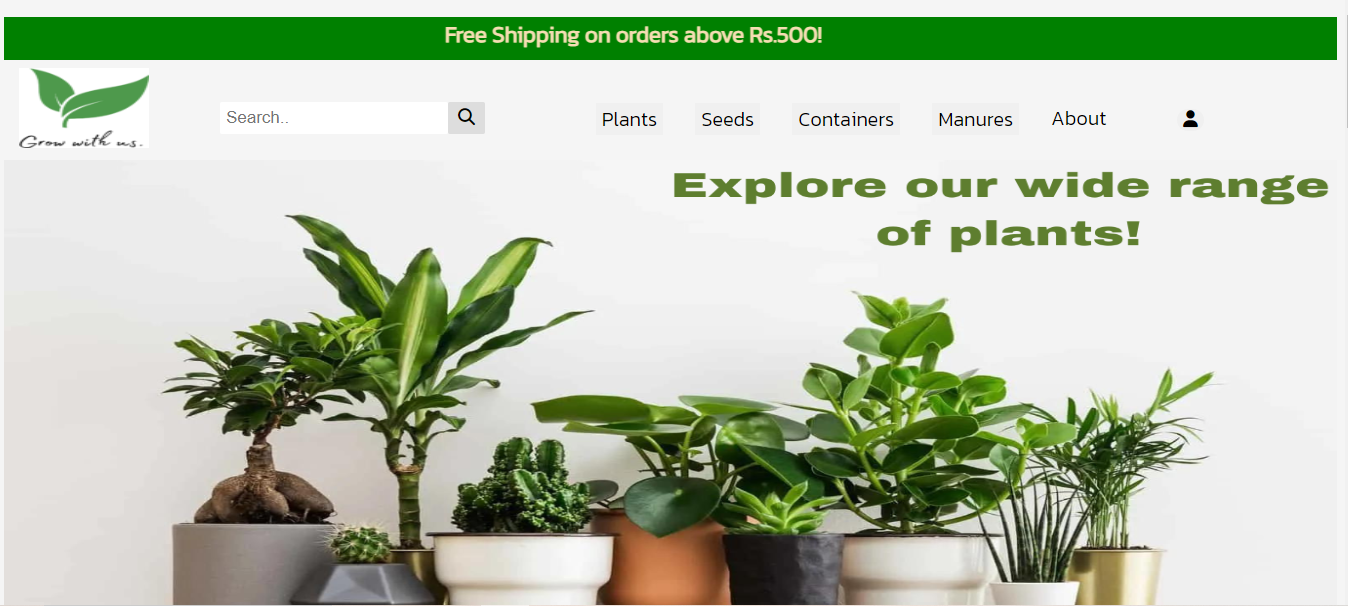 Free Shipping on orders above Rs.500!
Grow with us.
Search..
Plants
Seeds
Containers
Manures
About
Explore our wide range
of plants!